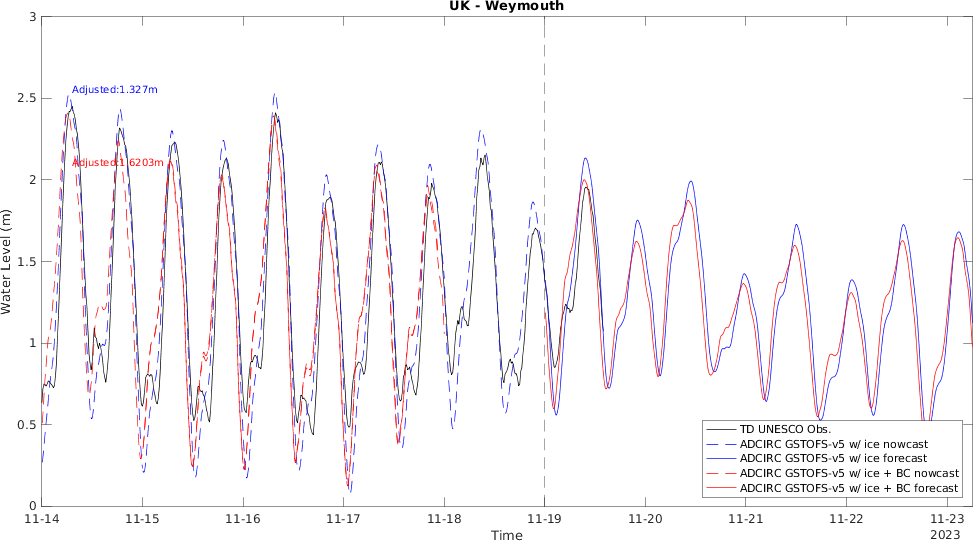 UK - Weymouth
3
2.5
2
1.5
1
0.5
0
Water Level (m)
Adjusted:1.327m
Adjusted:1.6203m
TD UNESCO Obs.
ADCIRC GSTOFS-v5 w/ ice nowcast
ADCIRC GSTOFS-v5 w/ ice forecast
ADCIRC GSTOFS-v5 w/ ice + BC nowcast
ADCIRC GSTOFS-v5 w/ ice + BC forecast
11-14 11-15 11-16 11-17 11-18 11-19 11-20 11-21 11-22 11-23
2023
Time